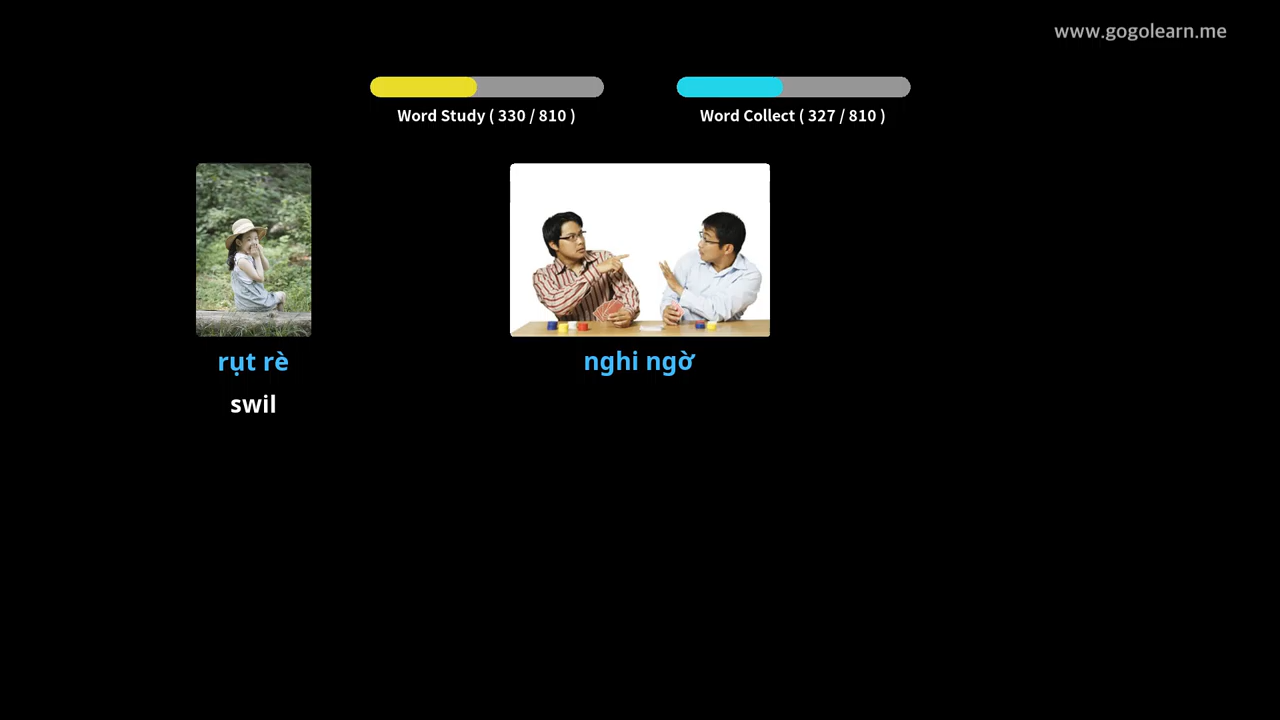 www.gogolearn.me
Word Study ( 330 / 810 )
Word Collect ( 327 / 810 )
rụt rè
swil
nghi ngờ